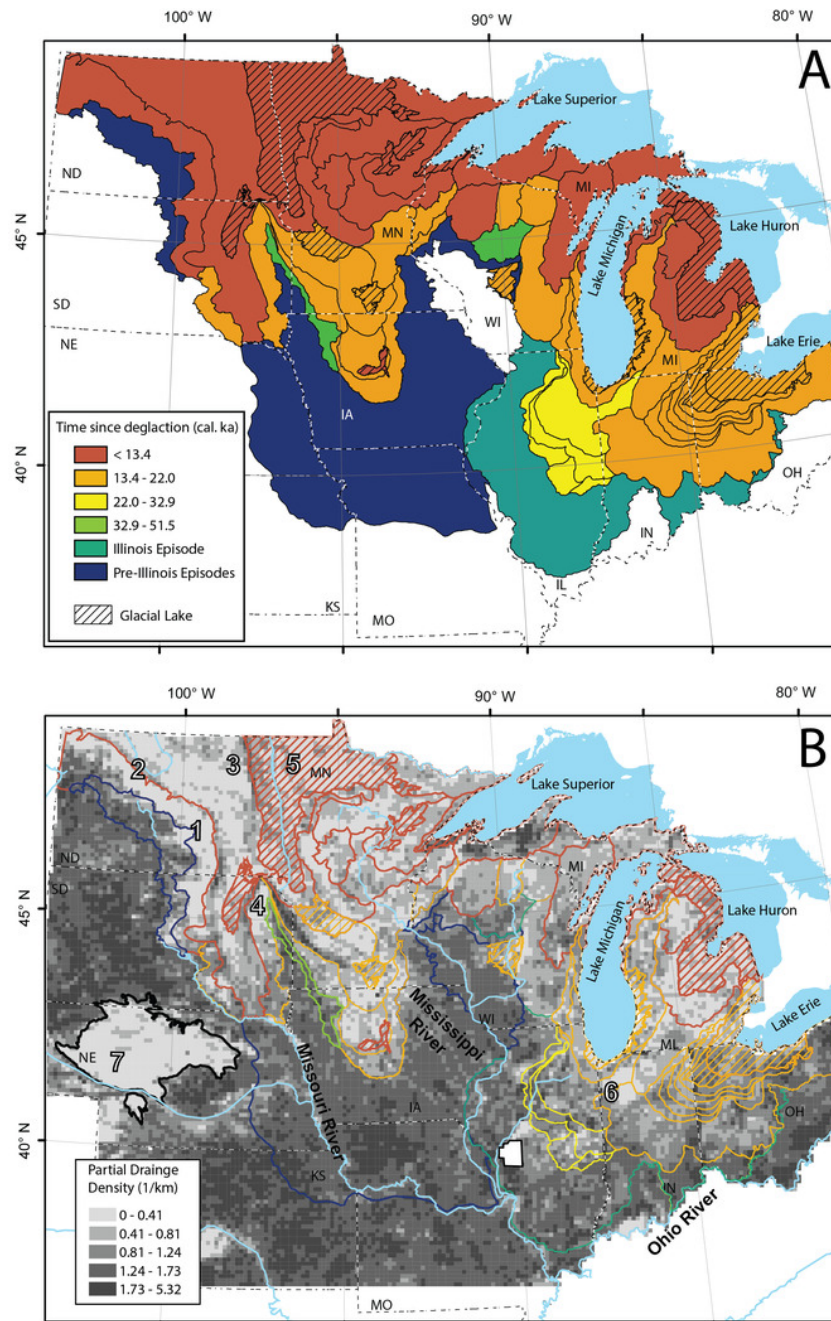 100° W
90° W
80° W
A
Lake Superior
ND
MI
45° N
MN
Lake Huron
Lake Michigan
SD
WI
NE
MI
Lake Erie
Time since deglaction (cal. ka)
IA
< 13.4
13.4 - 22.0
40° N
22.0 - 32.9
OH
32.9 - 51.5
Illinois Episode
IN
Pre-Illinois Episodes
IL
KS
Glacial Lake
MO
100° W
90° W
80° W
B
2
3
5
MN
Lake Superior
1
ND
MI
SD
45° N
4
Lake Huron
Lake Michigan
Mississippi
River
WI
Lake Erie
NE
7
MI
Missouri River
6
IA
OH
40° N
Partial Drainge
Density (1/km)
KS
IN
0 - 0.41
0.41 - 0.81
Ohio River
0.81 - 1.24
1.24 - 1.73
1.73 - 5.32
MO